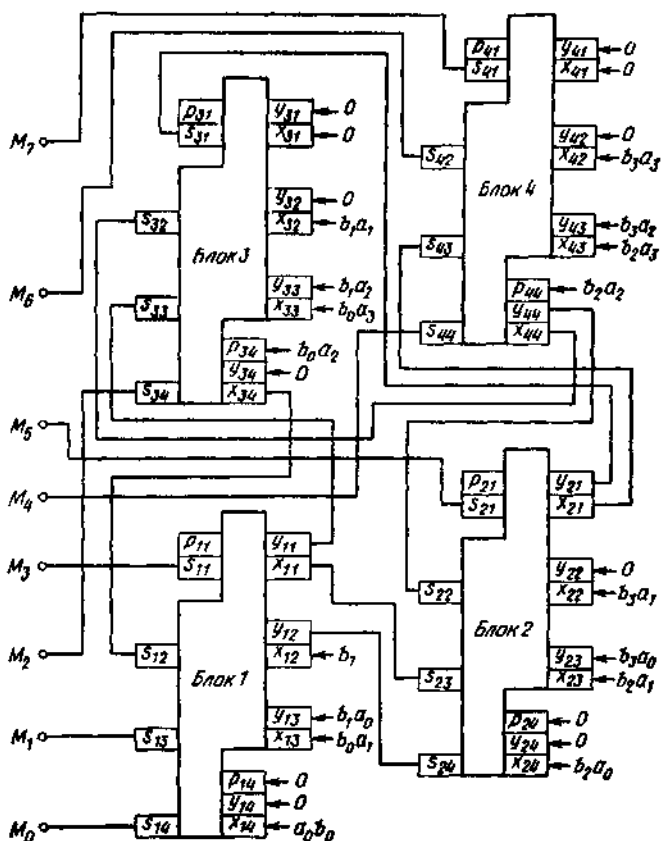 M₇
M₆
M₅
M₄
M₃
M₂
M₁
M₀
Блок 3
p₃₁
s₃₁
s₃₂
s₃₃
s₃₄
y₃₁ 0
x₃₁ 0
y₃₂ 0
x₃₂ b₁a₁
y₃₃ b₁a₂
x₃₃ b₀a₃
p₃₄ b₀a₂
y₃₄ 0
x₃₄
Блок 4
p₄₁
s₄₁
s₄₂
s₄₃
s₄₄
y₄₁ 0
x₄₁ 0
y₄₂ 0
x₄₂ b₃a₃
y₄₃ b₃a₂
x₄₃ b₂a₃
p₄₄ b₂a₂
y₄₄
x₄₄
Блок 1
p₁₁
s₁₁
s₁₂
s₁₃
s₁₄
y₁₁
x₁₁
y₁₂
x₁₂ b₁
y₁₃ b₁a₀
x₁₃ b₀a₁
p₁₄ 0
y₁₄ 0
x₁₄ a₀b₀
Блок 2
p₂₁
s₂₁
s₂₂
s₂₃
s₂₄
y₂₁
x₂₁
y₂₂ 0
x₂₂ b₃a₁
y₂₃ b₃a₀
x₂₃ b₂a₁
p₂₄ 0
y₂₄ 0
x₂₄ b₂a₀